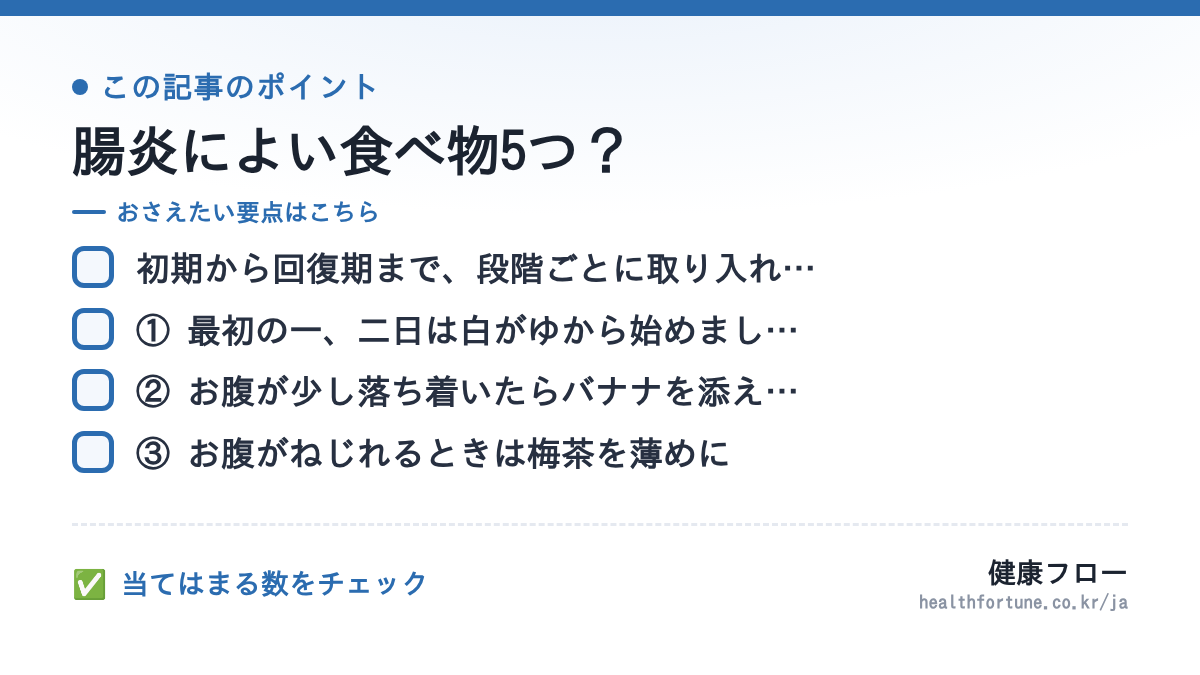 この記事のポイント
腸炎によい食べ物5つ？
おさえたい要点はこちら
初期から回復期まで、段階ごとに取り入れ…
① 最初の一、二日は白がゆから始めまし…
② お腹が少し落ち着いたらバナナを添え…
③ お腹がねじれるときは梅茶を薄めに
✅ 当てはまる数をチェック
健康フロー
healthfortune.co.kr/ja